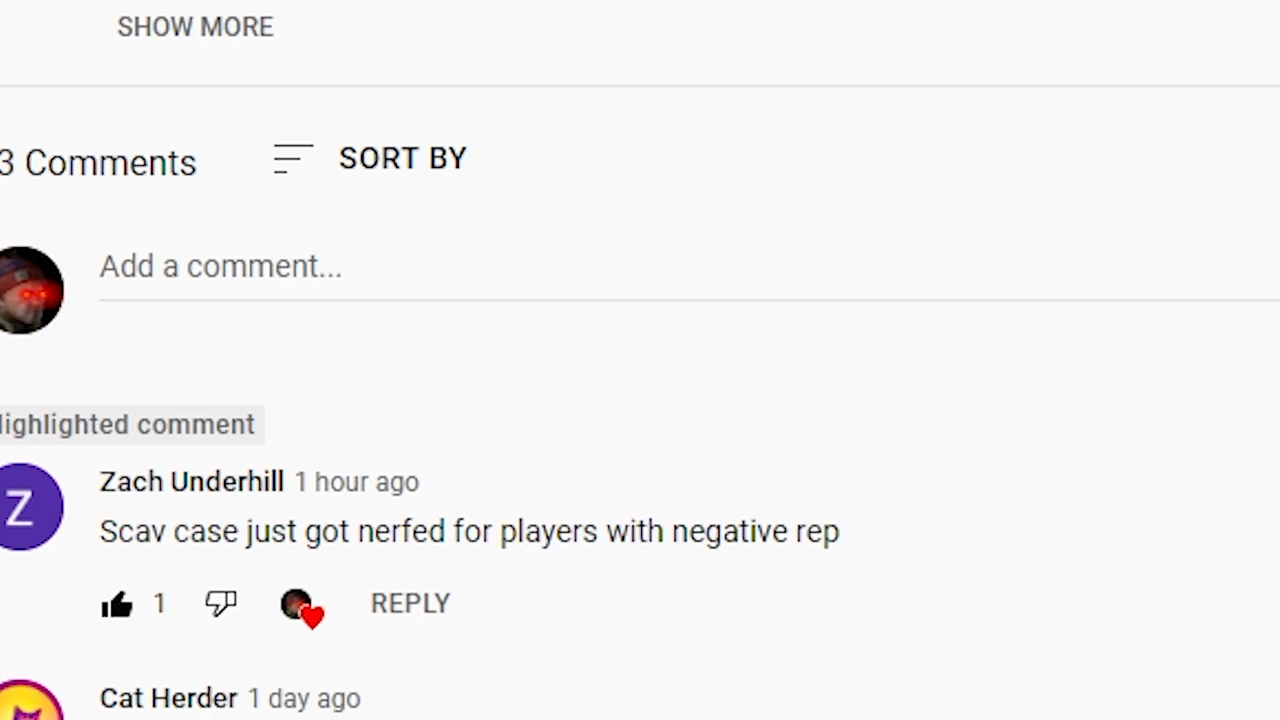 SHOW MORE
3 Comments
SORT BY
Add a comment...
Highlighted comment
Z
Zach Underhill 1 hour ago
Scav case just got nerfed for players with negative rep
1
REPLY
Cat Herder 1 day ago